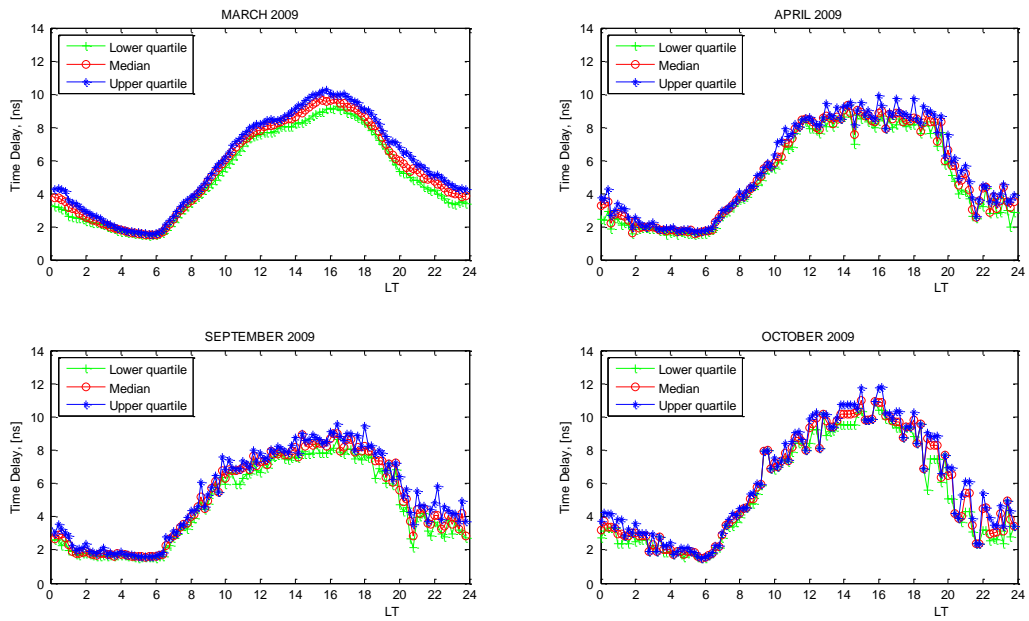 MARCH 2009
14
12
10
8
6
4
2
0
Time Delay, [ns]
Lower quartile
Median
Upper quartile
0 2 4 6 8 10 12 14 16 18 20 22 24
LT
APRIL 2009
14
12
10
8
6
4
2
0
Time Delay, [ns]
Lower quartile
Median
Upper quartile
0 2 4 6 8 10 12 14 16 18 20 22 24
LT
SEPTEMBER 2009
14
12
10
8
6
4
2
0
Time Delay, [ns]
Lower quartile
Median
Upper quartile
0 2 4 6 8 10 12 14 16 18 20 22 24
LT
OCTOBER 2009
14
12
10
8
6
4
2
0
Time Delay, [ns]
Lower quartile
Median
Upper quartile
0 2 4 6 8 10 12 14 16 18 20 22 24
LT